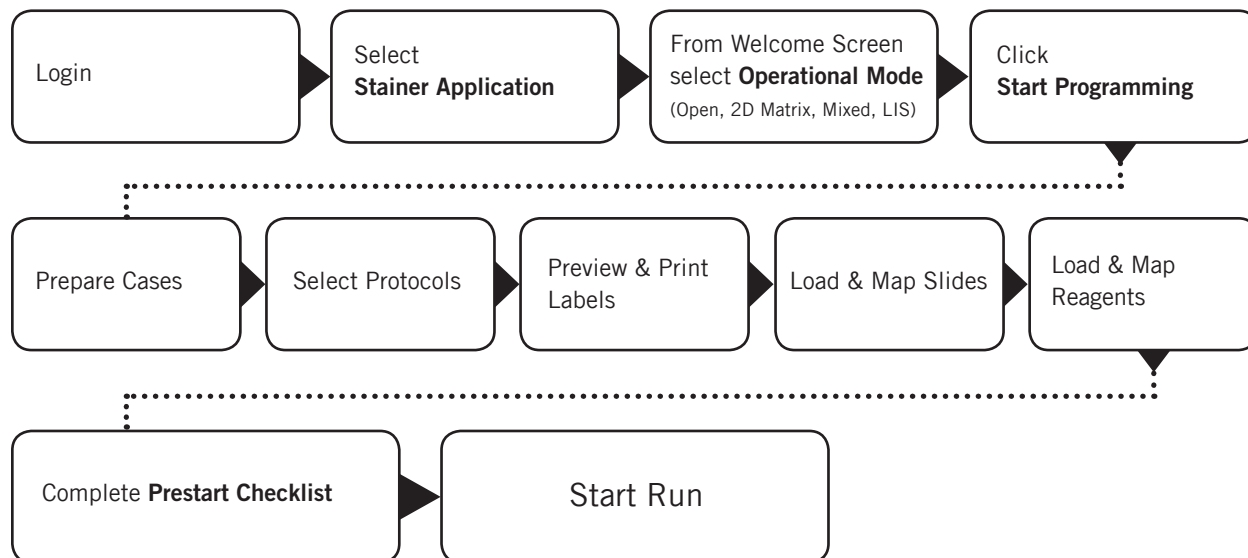 Login
Select
Stainer Application
From Welcome Screen
select Operational Mode
(Open, 2D Matrix, Mixed, LIS)
Click
Start Programming
Prepare Cases
Select Protocols
Preview & Print
Labels
Load & Map Slides
Load & Map
Reagents
Complete Prestart Checklist
Start Run